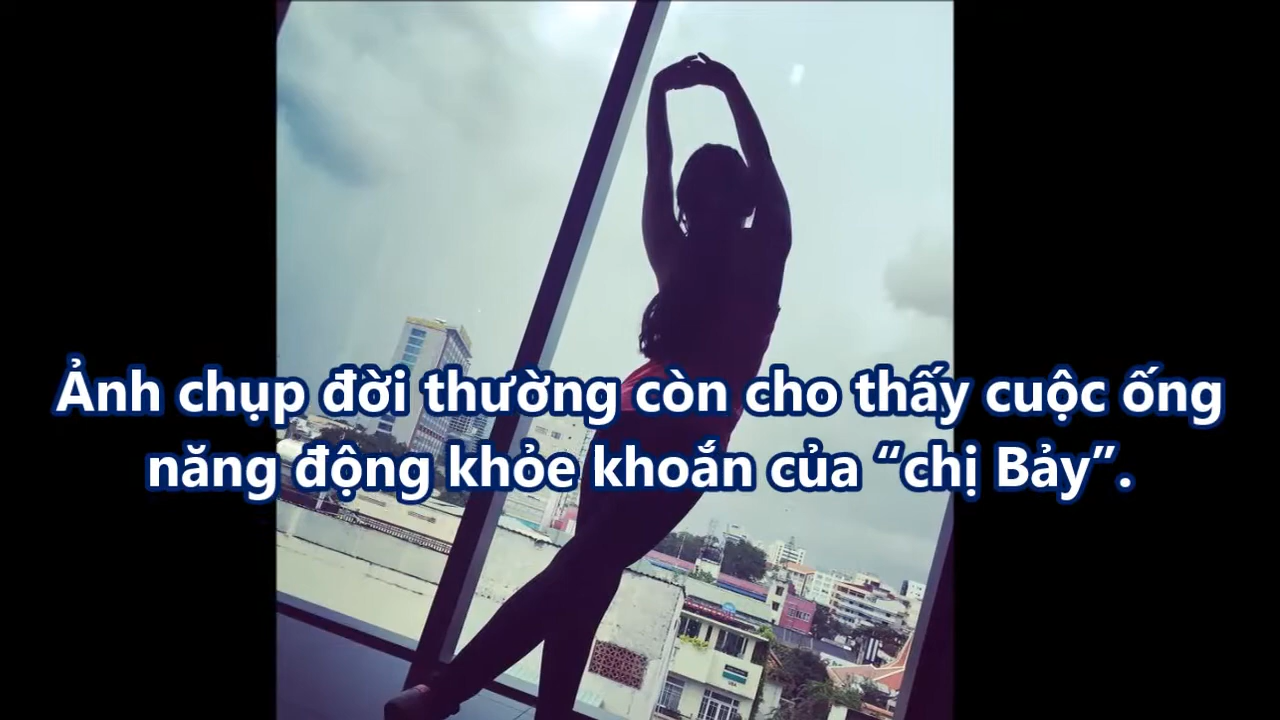 Ảnh chụp đời thường còn cho thấy cuộc ống
năng động khỏe khoắn của “chị Bảy”.